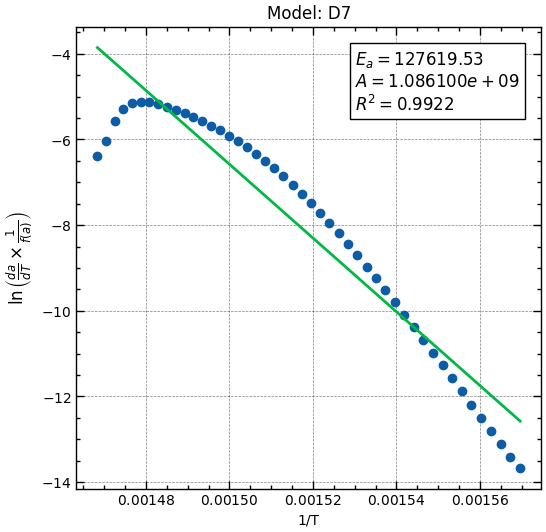 Model: D7
E_a = 127619.53
A = 1.086100e + 09
R^2 = 0.9922
ln(da/dT × 1/f(a))
−4
−6
−8
−10
−12
−14
0.00148 0.00150 0.00152 0.00154 0.00156
1/T